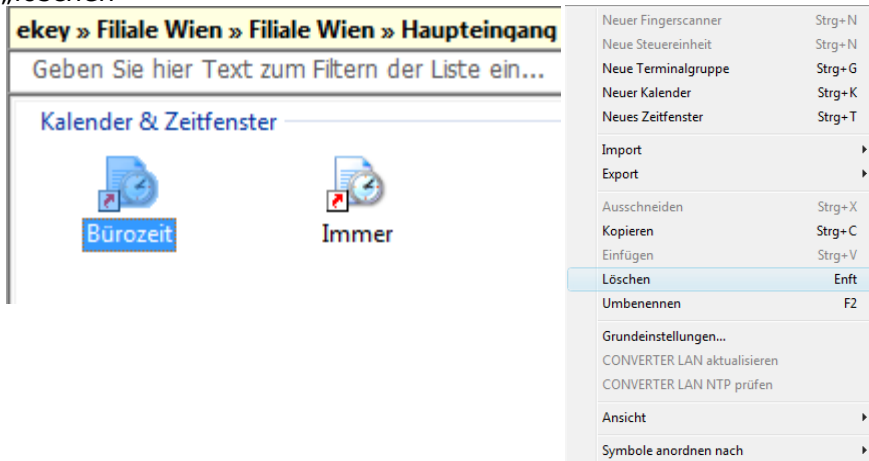 „löschen“
ekey » Filiale Wien » Filiale Wien » Haupteingang
Geben Sie hier Text zum Filtern der Liste ein...
Kalender & Zeitfenster
Bürozeit
Immer
Neuer Fingerscanner Strg+N
Neue Steuereinheit Strg+N
Neue Terminalgruppe Strg+G
Neuer Kalender Strg+K
Neues Zeitfenster Strg+T
Import
Export
Ausschneiden Strg+X
Kopieren Strg+C
Einfügen Strg+V
Löschen Enft
Umbenennen F2
Grundeinstellungen...
CONVERTER LAN aktualisieren
CONVERTER LAN NTP prüfen
Ansicht
Symbole anordnen nach